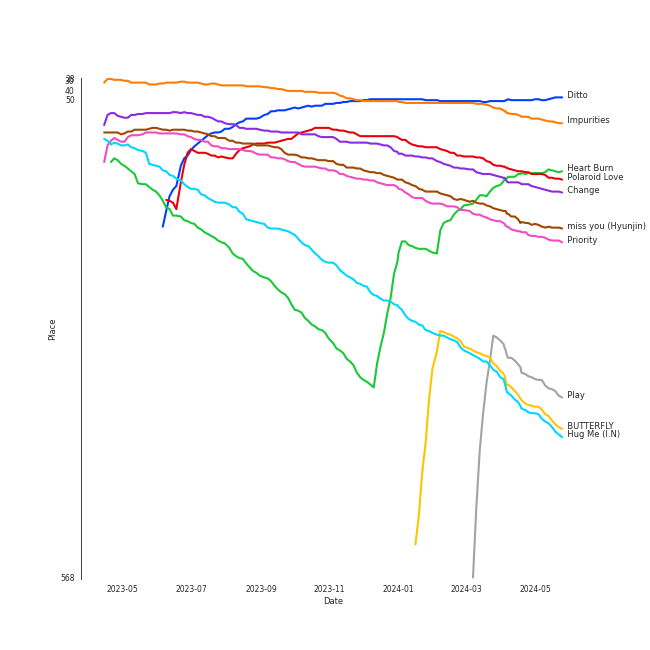 30
40
50
Ditto
Impurities
Heart Burn
Polaroid Love
Change
miss you (Hyunjin)
Priority
Place
Play
BUTTERFLY
Hug Me (I.N)
568
2023-05 2023-07 2023-09 2023-11 2024-01 2024-03 2024-05
Date